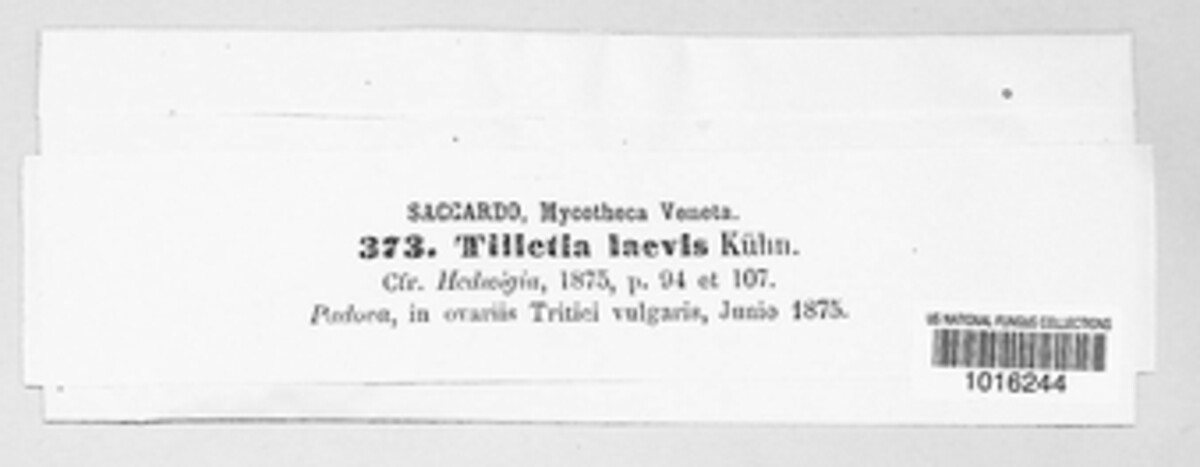 SACCARDO, Mycotheca Veneta.
373. Tilletia laevis Kühn.
Cfr. Hedwigia, 1875, p. 94 et 107.
Padova, in ovariis Tritici vulgaris, Junio 1875.
US NATIONAL FUNGUS COLLECTIONS
1016244